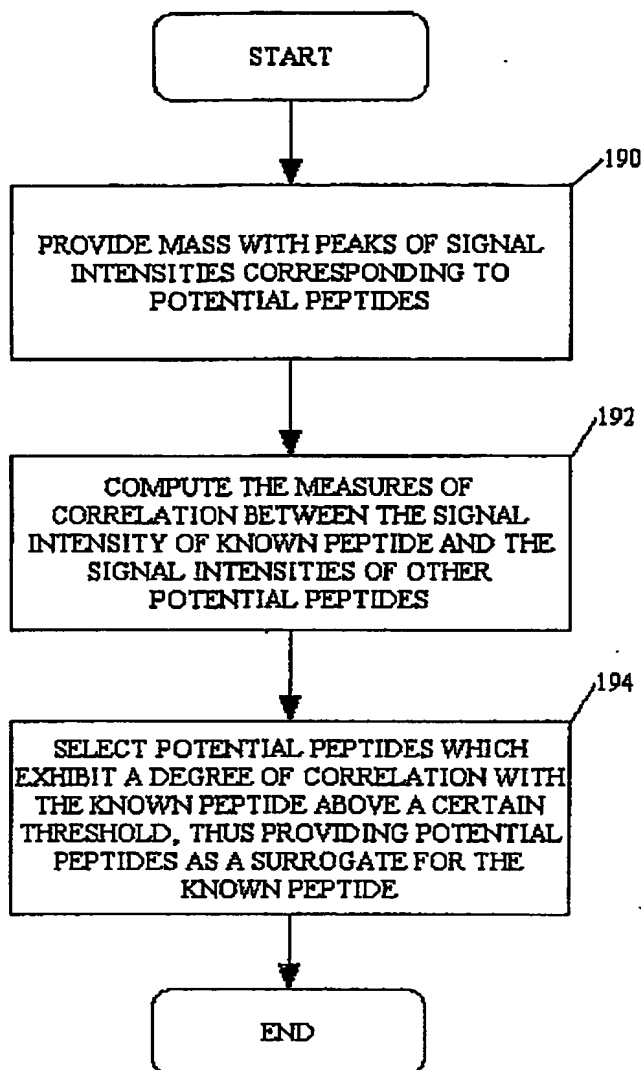 START
190
PROVIDE MASS WITH PEAKS OF SIGNAL
INTENSITIES CORRESPONDING TO
POTENTIAL PEPTIDES
192
COMPUTE THE MEASURES OF
CORRELATION BETWEEN THE SIGNAL
INTENSITY OF KNOWN PEPTIDE AND THE
SIGNAL INTENSITIES OF OTHER
POTENTIAL PEPTIDES
194
SELECT POTENTIAL PEPTIDES WHICH
EXHIBIT A DEGREE OF CORRELATION WITH
THE KNOWN PEPTIDE ABOVE A CERTAIN
THRESHOLD, THUS PROVIDING POTENTIAL
PEPTIDES AS A SURROGATE FOR THE
KNOWN PEPTIDE
END